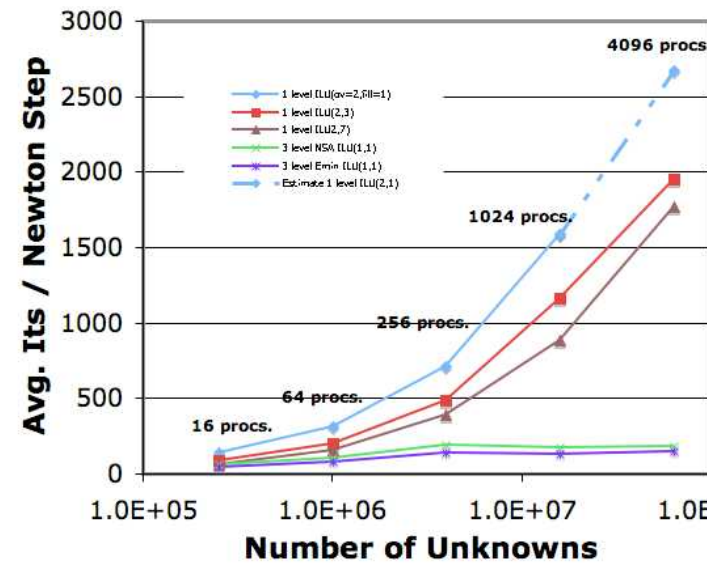 3000
2500
2000
1500
1000
500
0
Avg. Its / Newton Step
4096 procs.
1 level ILU(ov=2,fill=1)
1 level ILU(2,3)
1 level ILU2,7)
3 level NSA ILU(1,1)
3 level Emin ILU(1,1)
Estimate 1 level ILU(2,1)
1024 procs.
256 procs.
64 procs.
16 procs.
1.0E+05
1.0E+06
1.0E+07
1.0E
Number of Unknowns